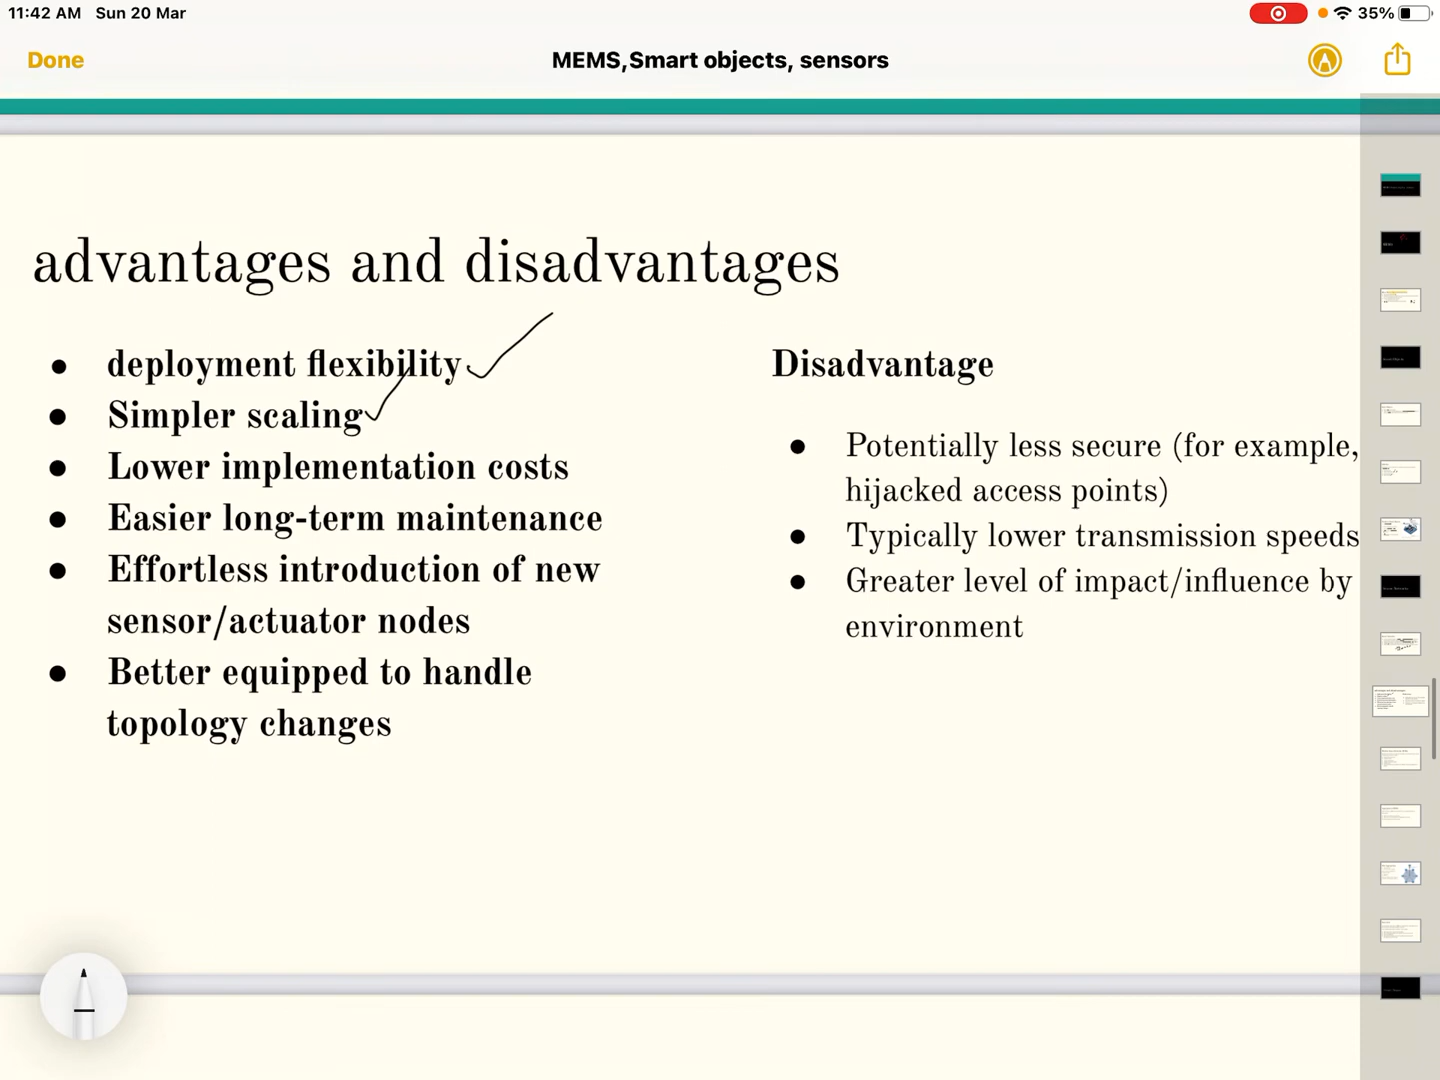 11:42 AM Sun 20 Mar
35%
Done
MEMS,Smart objects, sensors
advantages and disadvantages
● deployment flexibility
● Simpler scaling
● Lower implementation costs
● Easier long-term maintenance
● Effortless introduction of new
sensor/actuator nodes
● Better equipped to handle
topology changes
Disadvantage
● Potentially less secure (for example,
hijacked access points)
● Typically lower transmission speeds
● Greater level of impact/influence by
environment